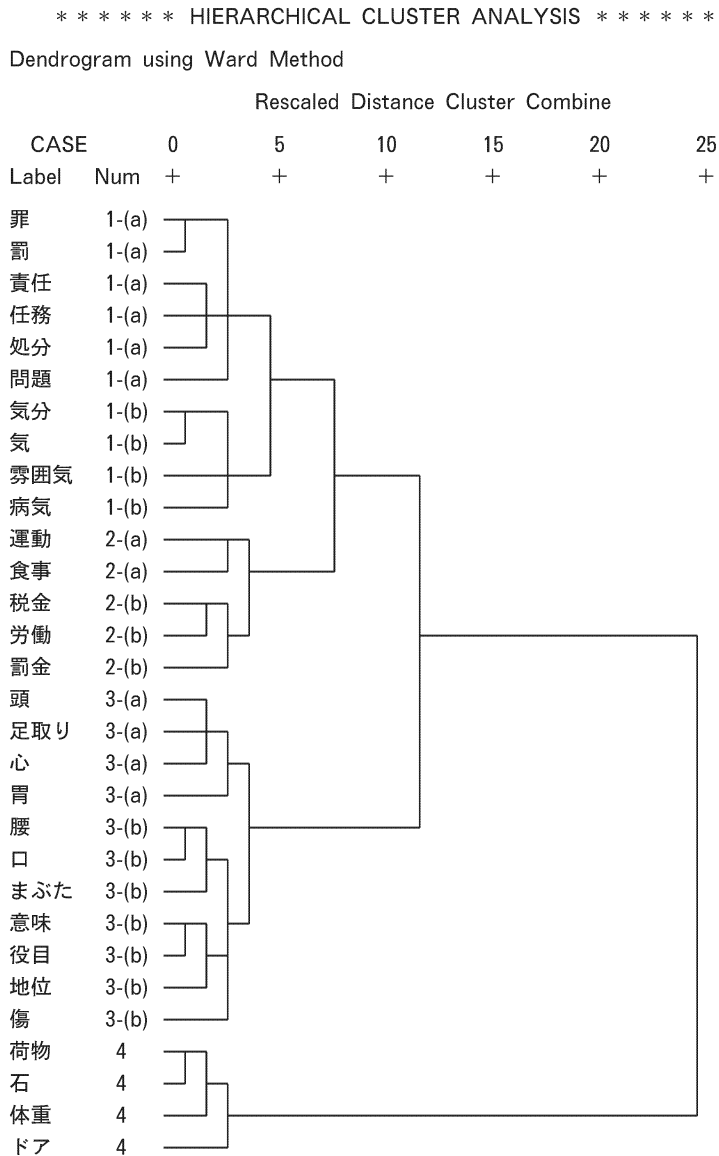 ＊＊＊＊＊＊ HIERARCHICAL CLUSTER ANALYSIS ＊＊＊＊＊＊
Dendrogram using Ward Method
Rescaled Distance Cluster Combine
CASE 0 5 10 15 20 25
Label Num + + + + + +
罪 1-(a)
罰 1-(a)
責任 1-(a)
任務 1-(a)
処分 1-(a)
問題 1-(a)
気分 1-(b)
気 1-(b)
雰囲気 1-(b)
病気 1-(b)
運動 2-(a)
食事 2-(a)
税金 2-(b)
労働 2-(b)
罰金 2-(b)
頭 3-(a)
足取り 3-(a)
心 3-(a)
胃 3-(a)
腰 3-(b)
口 3-(b)
まぶた 3-(b)
意味 3-(b)
役目 3-(b)
地位 3-(b)
傷 3-(b)
荷物 4
石 4
体重 4
ドア 4